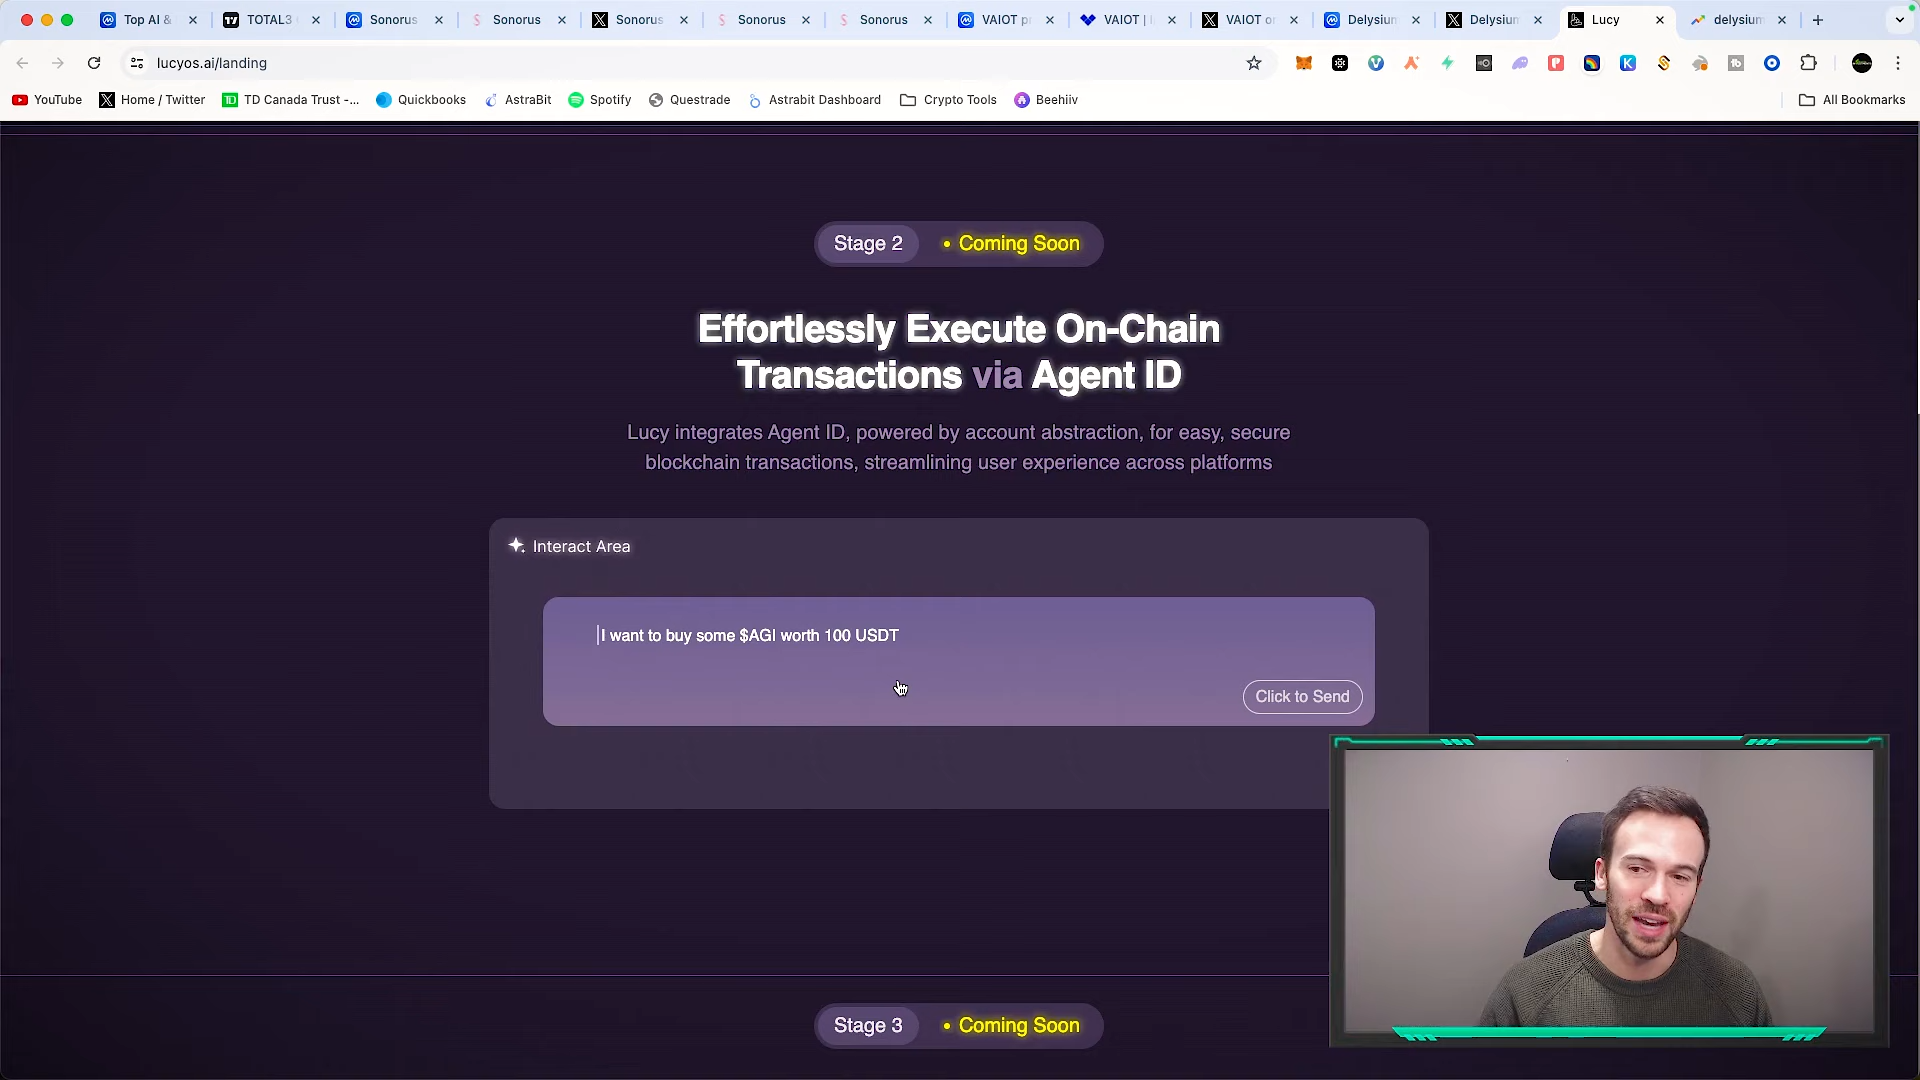 Top AI &
TOTAL3
Sonorus
Sonorus
Sonorus
Sonorus
Sonorus
VAIOT p
VAIOT |
VAIOT o
Delysium
Delysium
Lucy
delysium
lucyos.ai/landing
YouTube
Home / Twitter
TD Canada Trust -...
Quickbooks
AstraBit
Spotify
Questrade
Astrabit Dashboard
Crypto Tools
Beehiiv
All Bookmarks
Stage 2
• Coming Soon
Effortlessly Execute On-Chain
Transactions via Agent ID
Lucy integrates Agent ID, powered by account abstraction, for easy, secure
blockchain transactions, streamlining user experience across platforms
Interact Area
I want to buy some $AGI worth 100 USDT
Click to Send
Stage 3
• Coming Soon